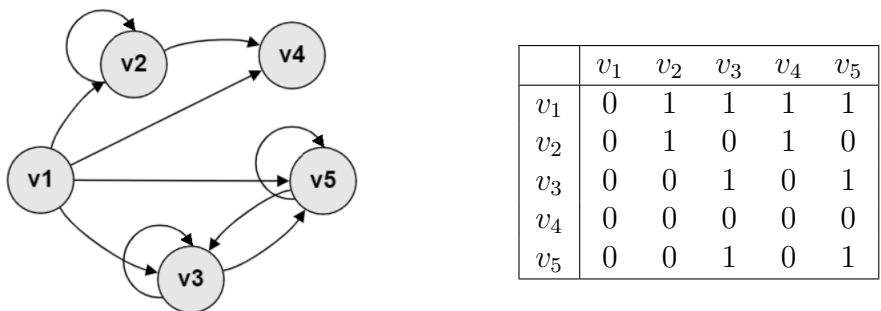 v2
v4
v1
v5
v3
v₁ v₂ v₃ v₄ v₅
v₁ 0 1 1 1 1
v₂ 0 1 0 1 0
v₃ 0 0 1 0 1
v₄ 0 0 0 0 0
v₅ 0 0 1 0 1